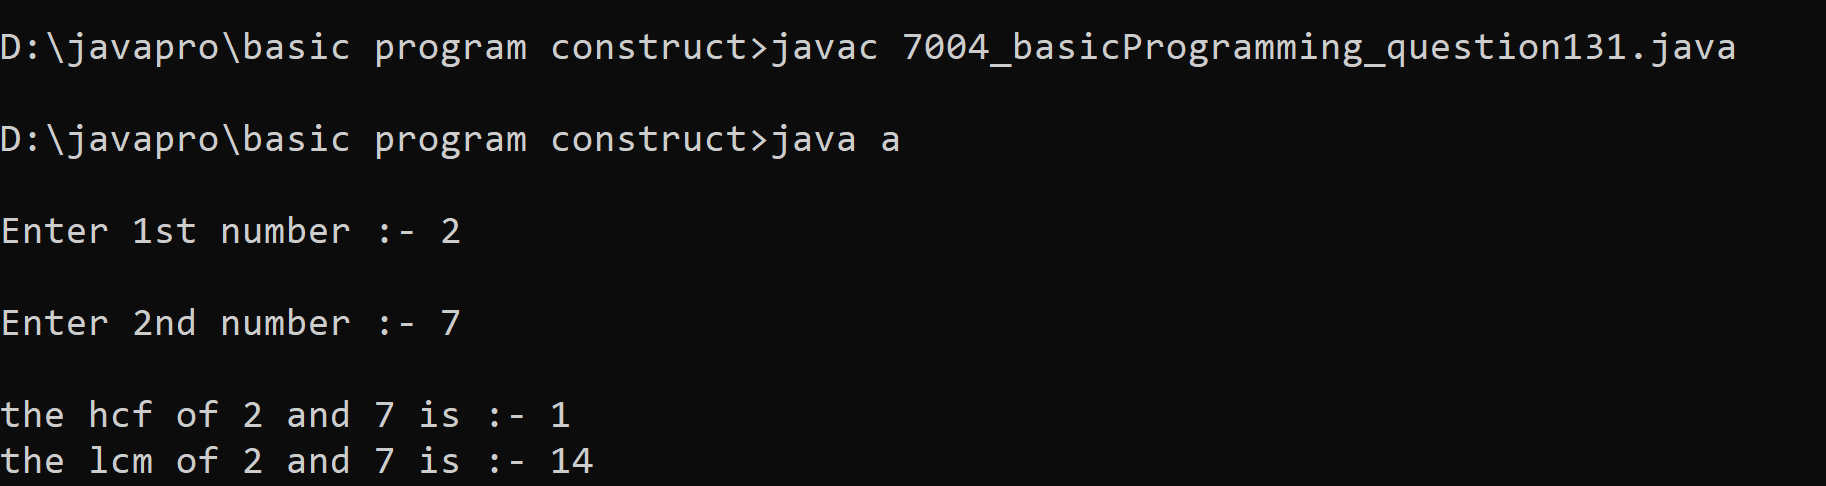 D:\javapro\basic program construct>javac 7004_basicProgramming_question131.java
D:\javapro\basic program construct>java a
Enter 1st number :- 2
Enter 2nd number :- 7
the hcf of 2 and 7 is :- 1
the lcm of 2 and 7 is :- 14